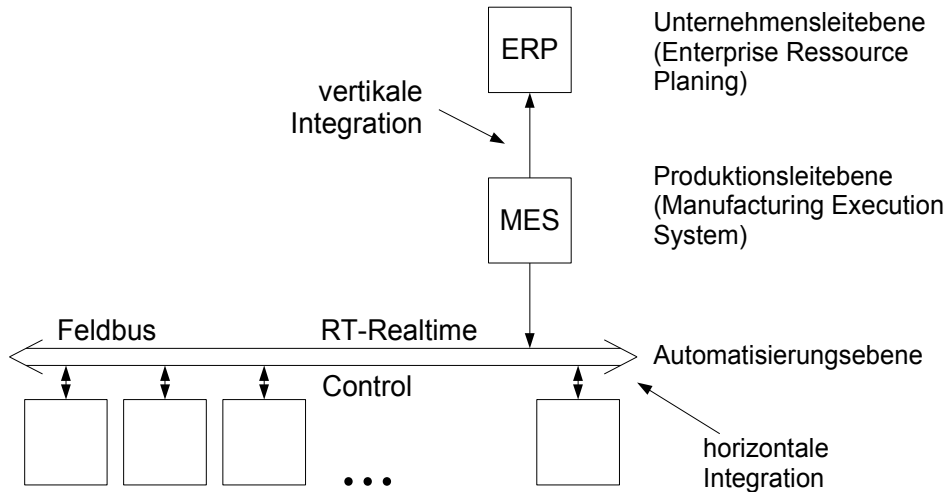 ERP
Unternehmensleitebene
(Enterprise Ressource
Planing)
vertikale
Integration
MES
Produktionsleitebene
(Manufacturing Execution
System)
Feldbus
RT-Realtime
Control
Automatisierungsebene
horizontale
Integration